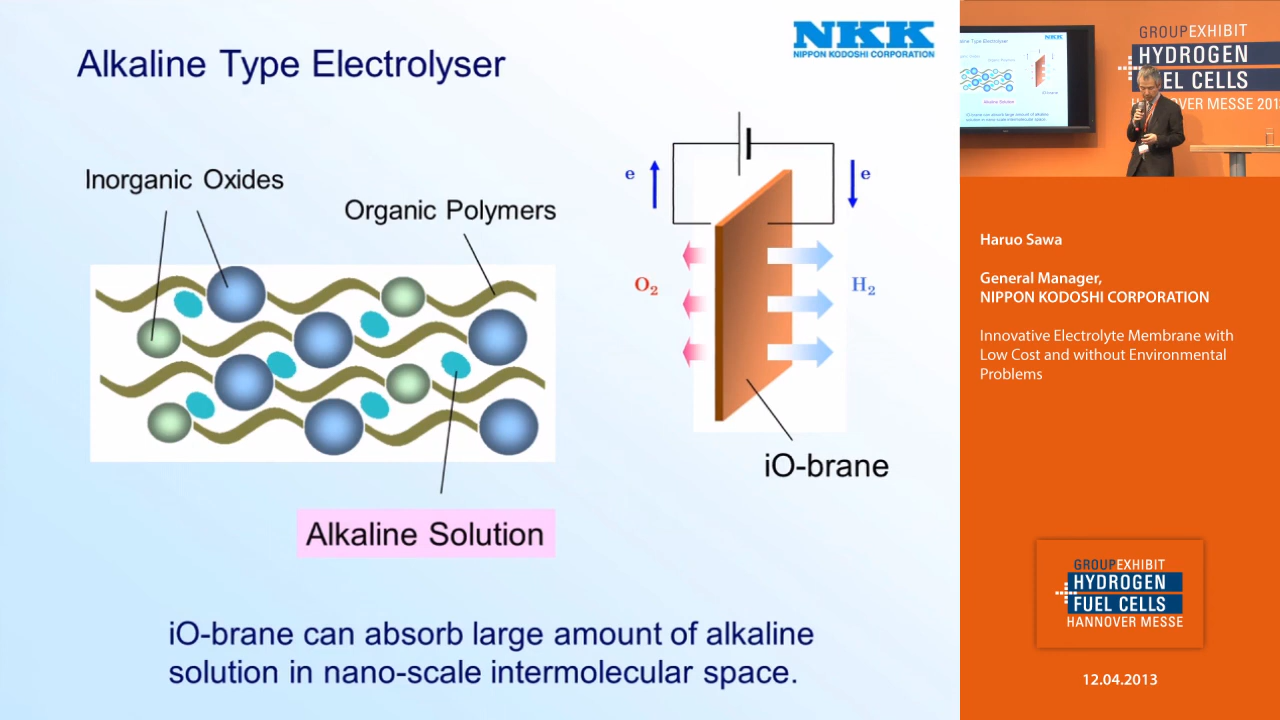 Alkaline Type Electrolyser
NKK
NIPPON KODOSHI CORPORATION
Inorganic Oxides
Organic Polymers
Alkaline Solution
e
e
O₂
H₂
iO-brane
iO-brane can absorb large amount of alkaline
solution in nano-scale intermolecular space.
GROUPEXHIBIT
HYDROGEN
FUEL CELLS
HANNOVER MESSE 201
Haruo Sawa
General Manager,
NIPPON KODOSHI CORPORATION
Innovative Electrolyte Membrane with
Low Cost and without Environmental
Problems
GROUPEXHIBIT
HYDROGEN
FUEL CELLS
HANNOVER MESSE
12.04.2013